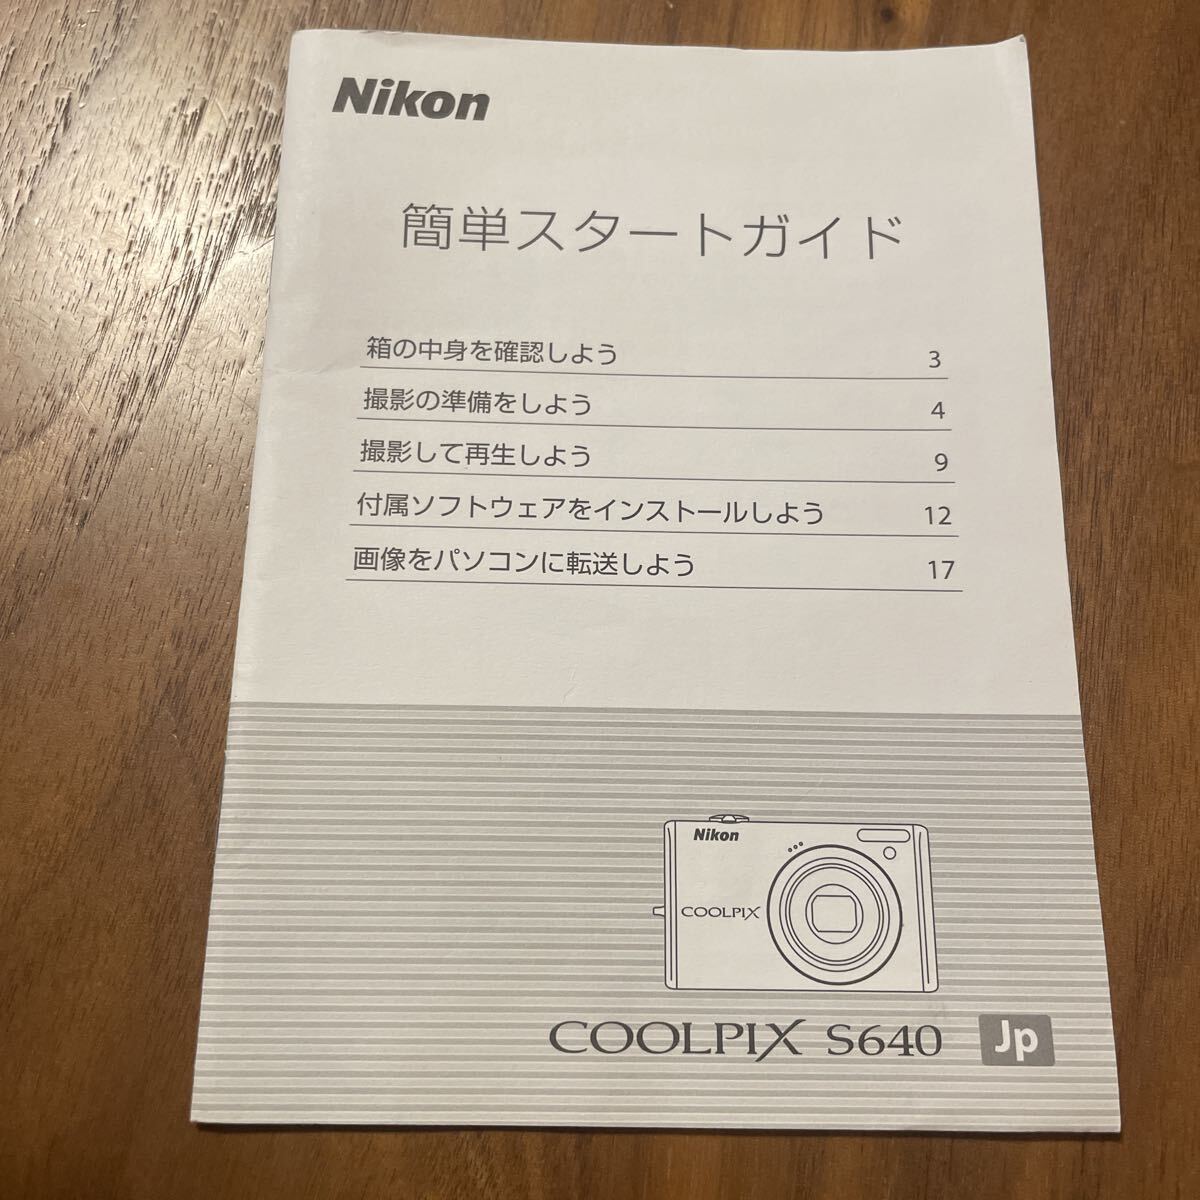 Nikon
簡単スタートガイド
箱の中身を確認しよう 3
撮影の準備をしよう 4
撮影して再生しよう 9
付属ソフトウェアをインストールしよう 12
画像をパソコンに転送しよう 17
Nikon
COOLPIX
COOLPIX S640 Jp